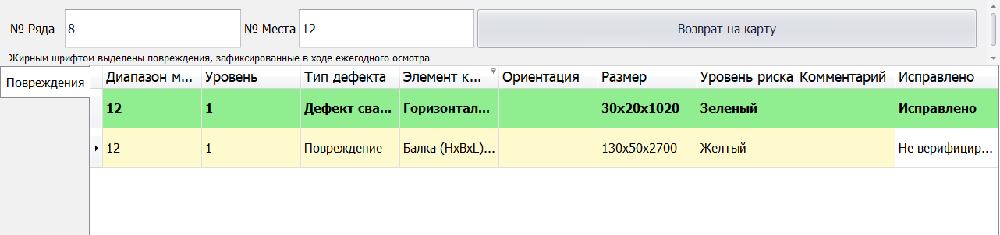 № Ряда 8 № Места 12 Возврат на карту
Жирным шрифтом выделены повреждения, зафиксированные в ходе ежегодного осмотра
Повреждения
Диапазон м... Уровень Тип дефекта Элемент к... Ориентация Размер Уровень риска Комментарий Исправлено
12 1 Дефект сва... Горизонтал... 30x20x1020 Зеленый Исправлено
12 1 Повреждение Балка (HxBxL)... 130x50x2700 Желтый Не верифицир...